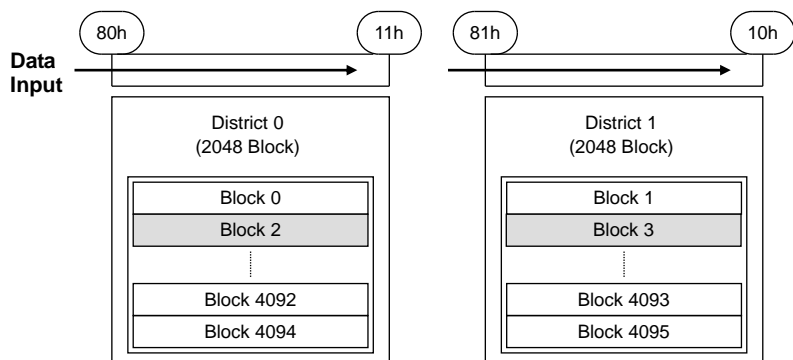 80h 11h 81h 10h
Data
Input
District 0 District 1
(2048 Block) (2048 Block)
Block 0 Block 1
Block 2 Block 3
Block 4092 Block 4093
Block 4094 Block 4095